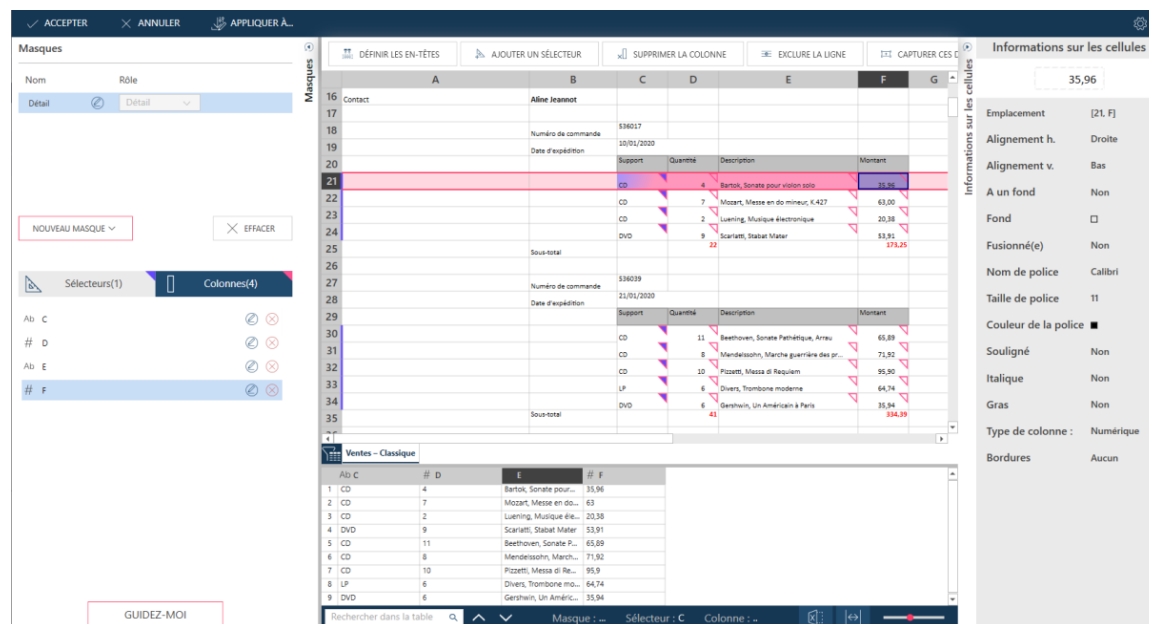 ACCEPTER ANNULER APPLIQUER À...
Masques
Nom Rôle
Détail Détail
NOUVEAU MASQUE EFFACER
Sélecteurs(1) Colonnes(4)
Ab C
# D
Ab E
# F
GUIDEZ-MOI
Masques
DÉFINIR LES EN-TÊTES AJOUTER UN SÉLECTEUR SUPPRIMER LA COLONNE EXCLURE LA LIGNE CAPTURER CES D
A B C D E F G
16 Contact Aline Jeannot
17
18 Numéro de commande 536017
19 Date d'expédition 10/01/2020
20 Support Quantité Description Montant
21 CD 4 Bartok, Sonate pour violon solo 35,96
22 CD 7 Mozart, Messe en do mineur, K.427 63,00
23 CD 2 Luening, Musique électronique 20,38
24 DVD 9 Scarlatti, Stabat Mater 53,91
25 Sous-total 22 173,25
26
27 Numéro de commande 536039
28 Date d'expédition 21/01/2020
29 Support Quantité Description Montant
30 CD 11 Beethoven, Sonate Pathétique, Arreu 65,89
31 CD 8 Mendelssohn, Marche guerrière des pr... 71,92
32 CD 10 Pizzetti, Messa di Requiem 95,90
33 LP 6 Divers, Trombone moderne 64,74
34 DVD 6 Gershwin, Un Américain à Paris 35,94
35 Sous-total 41 334,39
Ventes – Classique
Ab C # D E # F
1 CD 4 Bartok, Sonate pour... 35,96
2 CD 7 Mozart, Messe en do... 63
3 CD 2 Luening, Musique éle... 20,38
4 DVD 9 Scarlatti, Stabat Mater 53,91
5 CD 11 Beethoven, Sonate P... 65,89
6 CD 8 Mendelssohn, March... 71,92
7 CD 10 Pizzetti, Messa di Re... 95,9
8 LP 6 Divers, Trombone mo... 64,74
9 DVD 6 Gershwin, Un Améric... 35,94
Rechercher dans la table Masque : ... Sélecteur : C Colonne : ..
Informations sur les cellules
Informations sur les cellules
35,96
Emplacement [21, F]
Alignement h. Droite
Alignement v. Bas
A un fond Non
Fond
Fusionné(e) Non
Nom de police Calibri
Taille de police 11
Couleur de la police
Souligné Non
Italique Non
Gras Non
Type de colonne : Numérique
Bordures Aucun